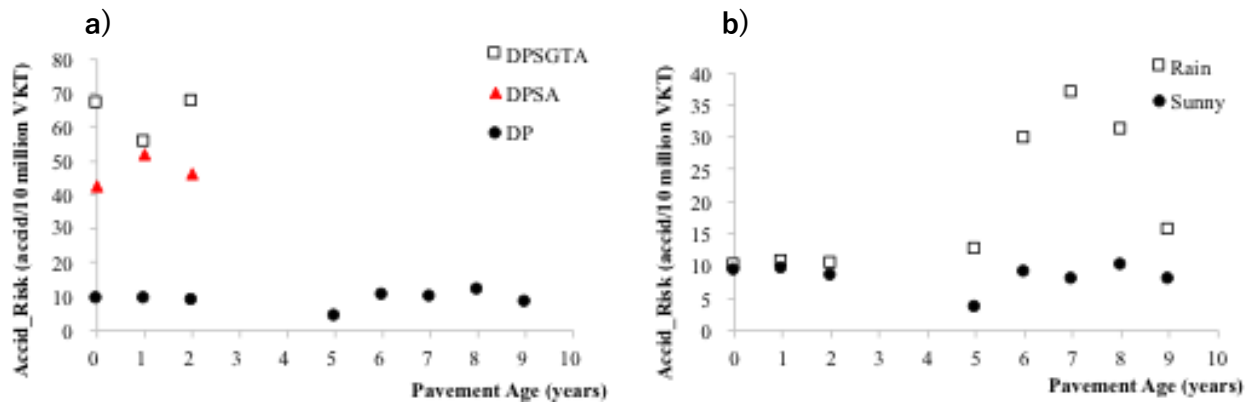 a)
Accid_Risk (accid/10 million VKT)
80
70
60
50
40
30
20
10
0
0 1 2 3 4 5 6 7 8 9 10
Pavement Age (years)
DPSGTA
DPSA
DP
b)
Accid_Risk (accid/10 million VKT)
40
35
30
25
20
15
10
5
0
0 1 2 3 4 5 6 7 8 9 10
Pavement Age (years)
Rain
Sunny